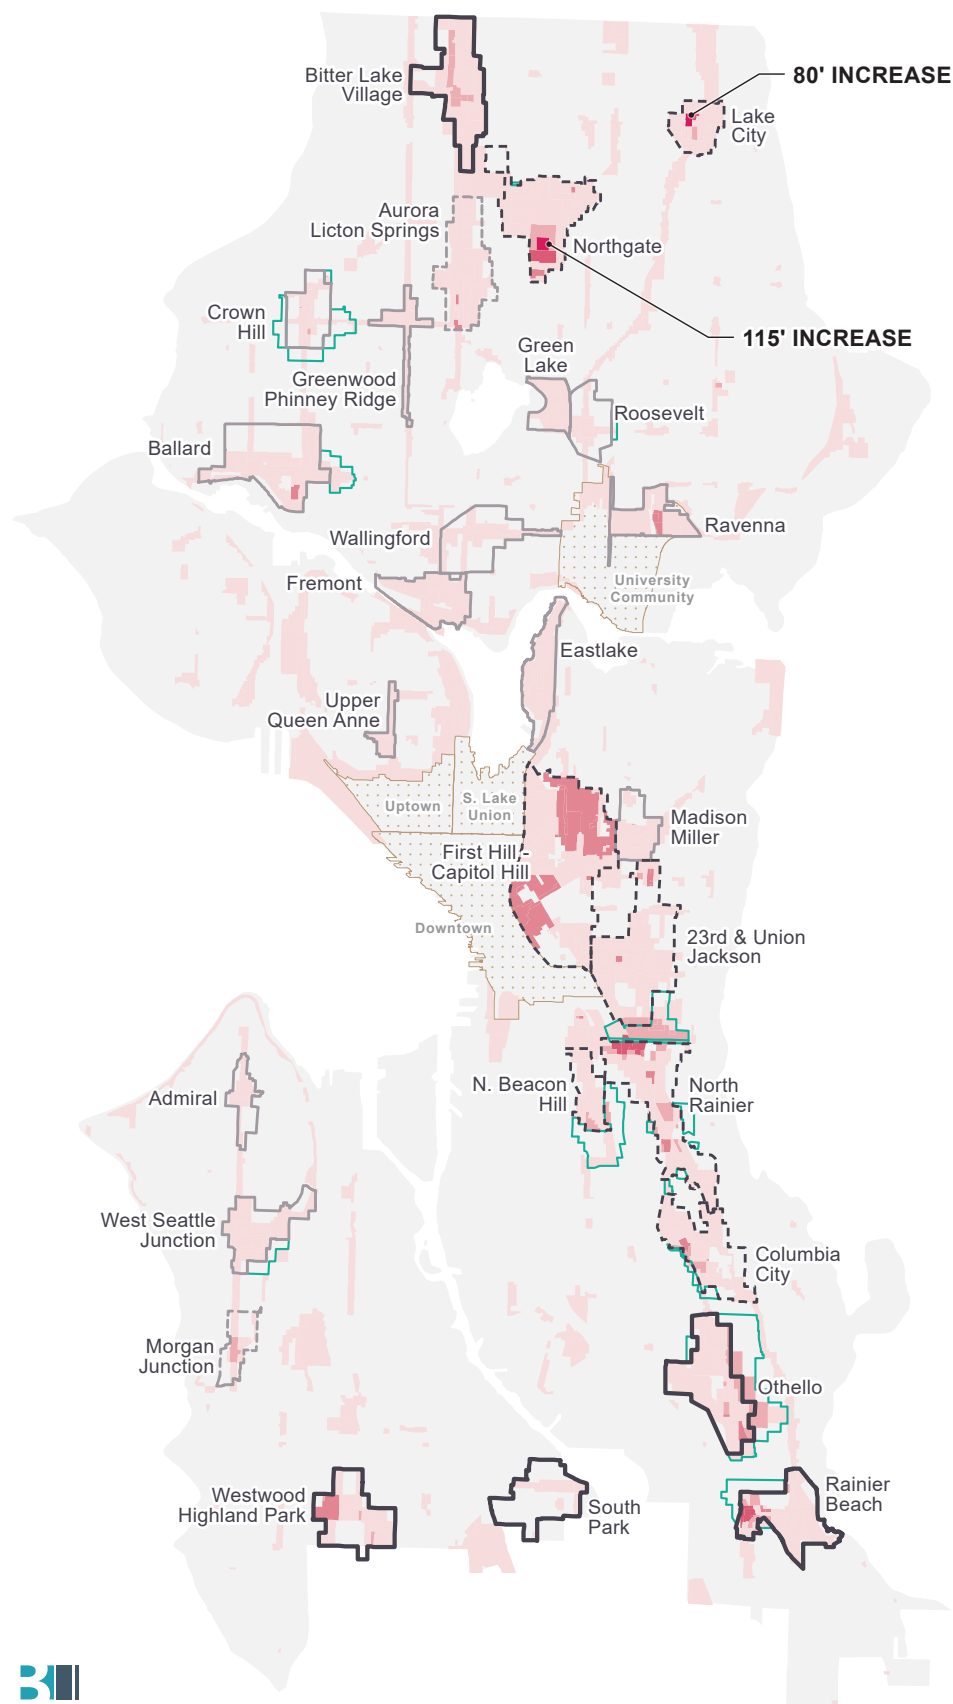 80' INCREASE
Bitter Lake
Village
Lake
City
Aurora
Licton Springs
Northgate
Crown
Hill
115' INCREASE
Green
Lake
Greenwood
Phinney Ridge
Roosevelt
Ballard
Wallingford
Ravenna
Fremont
University
Community
Eastlake
Upper
Queen Anne
Uptown
S. Lake
Union
Madison
Miller
First Hill -
Capitol Hill
Downtown
23rd & Union
Jackson
N. Beacon
Hill
North
Rainier
Admiral
West Seattle
Junction
Columbia
City
Morgan
Junction
Othello
Westwood
Highland Park
South
Park
Rainier
Beach